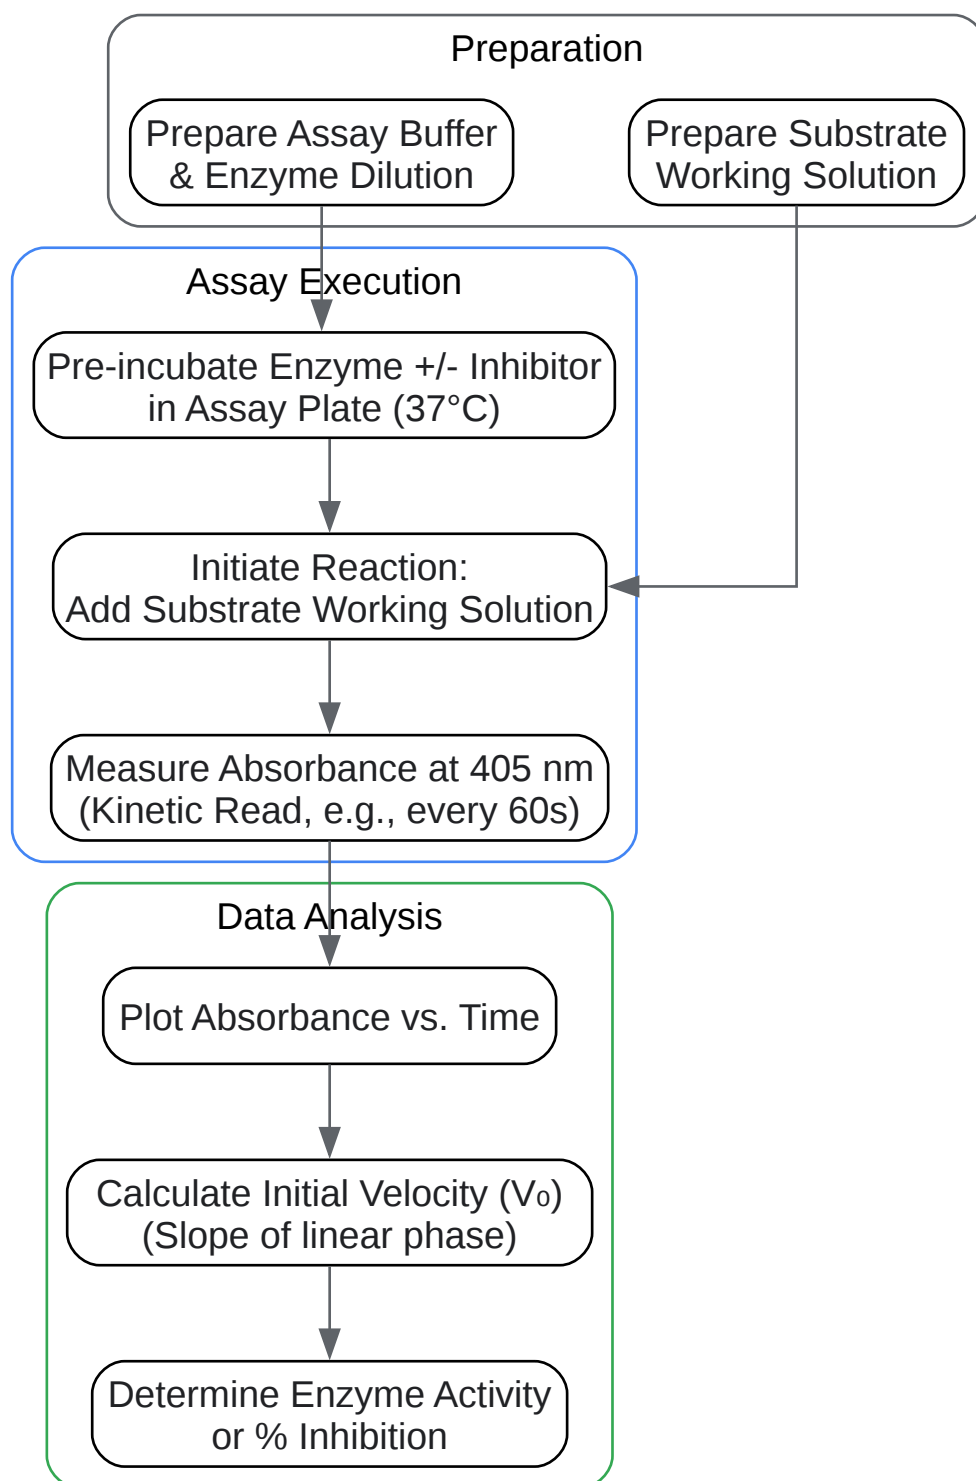 Preparation
Prepare Assay Buffer
& Enzyme Dilution
Prepare Substrate
Working Solution
Assay Execution
Pre-incubate Enzyme +/- Inhibitor
in Assay Plate (37°C)
Initiate Reaction:
Add Substrate Working Solution
Measure Absorbance at 405 nm
(Kinetic Read, e.g., every 60s)
Data Analysis
Plot Absorbance vs. Time
Calculate Initial Velocity (V₀)
(Slope of linear phase)
Determine Enzyme Activity
or % Inhibition